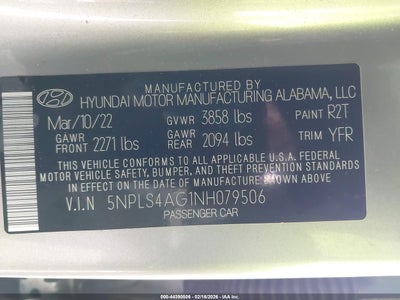 MANUFACTURED BY
HYUNDAI MOTOR MANUFACTURING ALABAMA, LLC
Mar/10/22 GVWR 3858 lbs PAINT R2T
GAWR FRONT 2271 lbs GAWR REAR 2094 lbs TRIM YFR
THIS VEHICLE CONFORMS TO ALL APPLICABLE U.S.A. FEDERAL
MOTOR VEHICLE SAFETY, BUMPER, AND THEFT PREVENTION STANDARDS
IN EFFECT ON THE DATE OF MANUFACTURE SHOWN ABOVE.
V.I.N 5NPLS4AG1NH079506
PASSENGER CAR
500-44390506 - 02/16/2026 - IAA Inc.